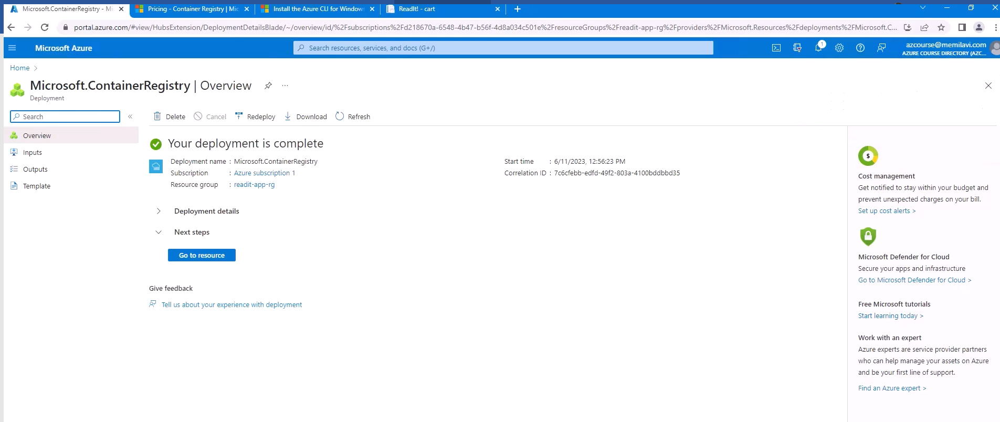 Microsoft.ContainerRegistry - Mi
Pricing - Container Registry | Mic
Install the Azure CLI for Windows
ReadIt! - cart
portal.azure.com/#view/HubsExtension/DeploymentDetailsBlade/~/overview/id/%2Fsubscriptions%2Fd218670a-6548-4b47-b56f-4d8a034c501e%2FresourceGroups%2Freadit-app-rg%2Fproviders%2FMicrosoft.Resources%2Fdeployments%2FMicrosoft.C...
Microsoft Azure
Search resources, services, and docs (G+/)
1
azcourse@memilavi.com
AZURE COURSE DIRECTORY (AZC...
Home >
Microsoft.ContainerRegistry | Overview
...
Deployment
Search
«
Delete
Cancel
Redeploy
Download
Refresh
Overview
Inputs
Outputs
Template
Your deployment is complete
Deployment name : Microsoft.ContainerRegistry
Subscription : Azure subscription 1
Resource group : readit-app-rg
Start time : 6/11/2023, 12:56:23 PM
Correlation ID : 7c6cfebb-edfd-49f2-803a-4100bddbbd35
Deployment details
Next steps
Go to resource
Give feedback
Tell us about your experience with deployment
$
Cost management
Get notified to stay within your budget and
prevent unexpected charges on your bill.
Set up cost alerts >
Microsoft Defender for Cloud
Secure your apps and infrastructure
Go to Microsoft Defender for Cloud >
Free Microsoft tutorials
Start learning today >
Work with an expert
Azure experts are service provider partners
who can help manage your assets on Azure
and be your first line of support.
Find an Azure expert >